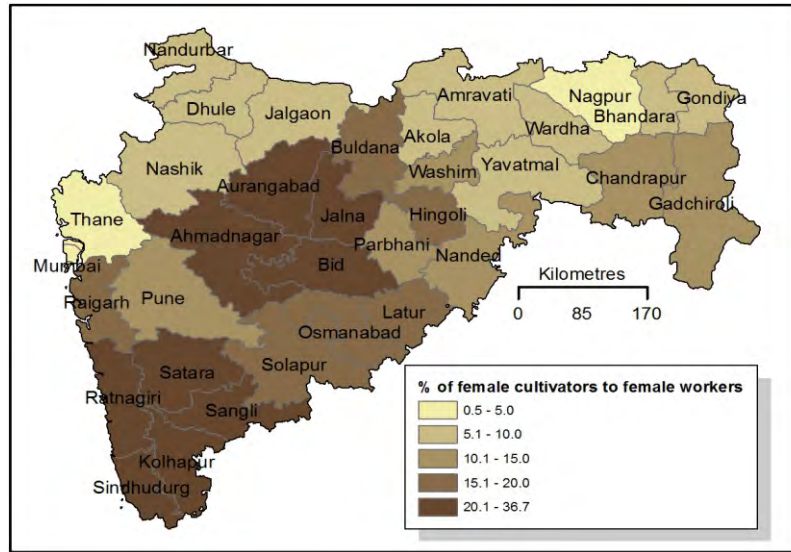 Nandurbar
Dhule
Jalgaon
Amravati
Nagpur
Gondiya
Bhandara
Wardha
Akola
Buldana
Nashik
Washim
Yavatmal
Aurangabad
Chandrapur
Gadchiroli
Thane
Jalna
Hingoli
Ahmadnagar
Parbhani
Nanded
Mumbai
Bid
Kilometres
0 85 170
Raigarh
Pune
Latur
Osmanabad
Solapur
Satara
Ratnagiri
Sangli
Kolhapur
Sindhudurg
% of female cultivators to female workers
0.5 - 5.0
5.1 - 10.0
10.1 - 15.0
15.1 - 20.0
20.1 - 36.7